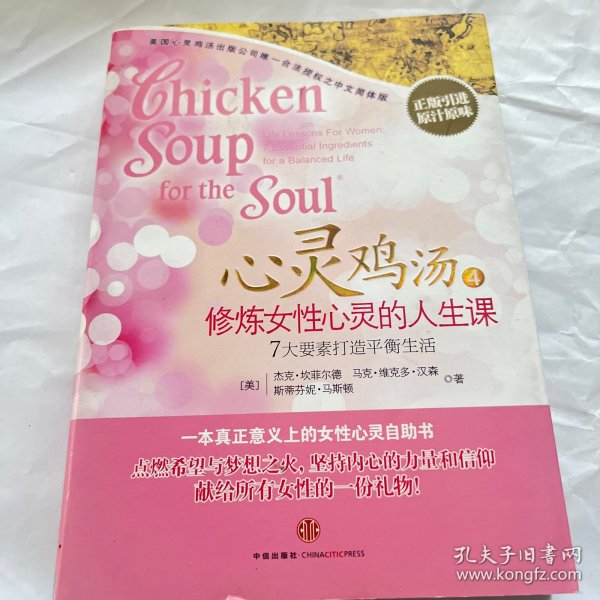 美国心灵鸡汤出版公司唯一合法授权之中文简体版
Chicken
Soup
for the Soul®
Life Lessons For Women:
7 Essential Ingredients
for a Balanced Life
正版引进
原汁原味
心灵鸡汤4
修炼女性心灵的人生课
7大要素打造平衡生活
[美] 杰克·坎菲尔德 马克·维克多·汉森
斯蒂芬妮·马斯顿 ◎著
一本真正意义上的女性心灵自助书
点燃希望与梦想之火,坚持内心的力量和信仰
献给所有女性的一份礼物!
中信出版社·CHINACITICPRESS
孔夫子旧书网
www.kongfz.com